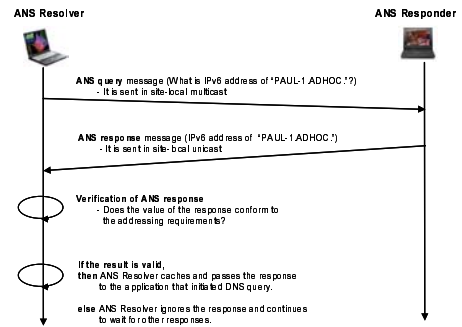 ANS Resolver
ANS Responder
ANS query message (What is IPv6 address of "PAUL-1.ADHOC."?)
- It is sent in site-local multicast
ANS response message (IPv6 address of "PAUL-1.ADHOC.")
- It is sent in site-local unicast
Verification of ANS response
- Does the value of the response conform to
the addressing requirements?
If the result is valid,
then ANS Resolver caches and passes the response
to the application that initiated DNS query.
else ANS Resolver ignores the response and continues
to wait for other responses.